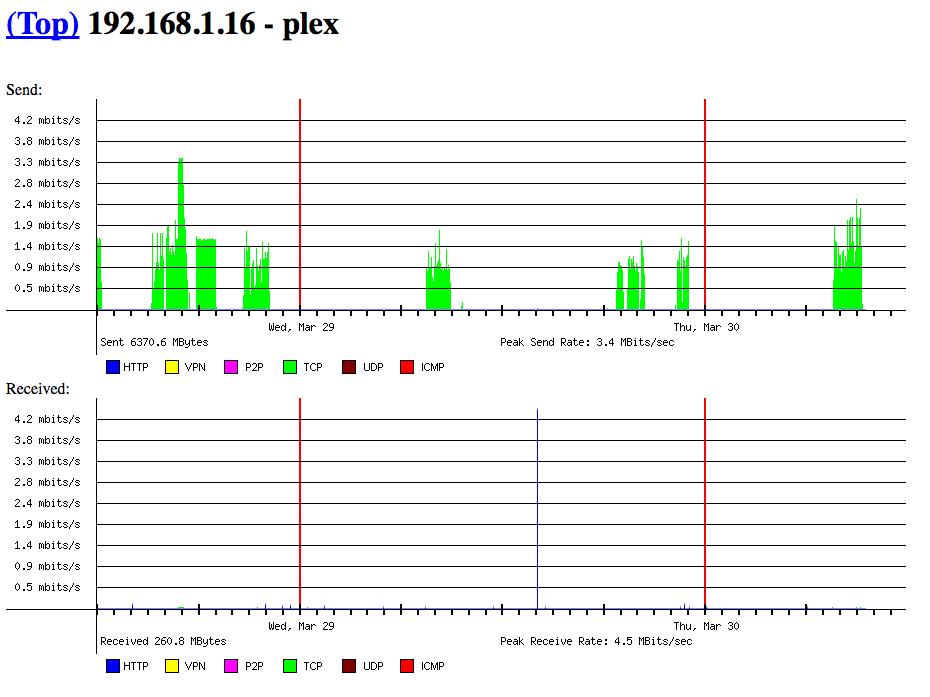 (Top) 192.168.1.16 - plex
Send:
4.2 mbits/s
3.8 mbits/s
3.3 mbits/s
2.8 mbits/s
2.4 mbits/s
1.9 mbits/s
1.4 mbits/s
0.9 mbits/s
0.5 mbits/s
Wed, Mar 29 Thu, Mar 30
Sent 6370.6 MBytes Peak Send Rate: 3.4 MBits/sec
HTTP VPN P2P TCP UDP ICMP
Received:
4.2 mbits/s
3.8 mbits/s
3.3 mbits/s
2.8 mbits/s
2.4 mbits/s
1.9 mbits/s
1.4 mbits/s
0.9 mbits/s
0.5 mbits/s
Wed, Mar 29 Thu, Mar 30
Received 260.8 MBytes Peak Receive Rate: 4.5 MBits/sec
HTTP VPN P2P TCP UDP ICMP